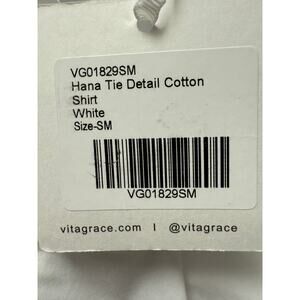 VG01829SM
Hana Tie Detail Cotton
Shirt
White
Size-SM
VG01829SM
vitagrace.com I @vitagrace